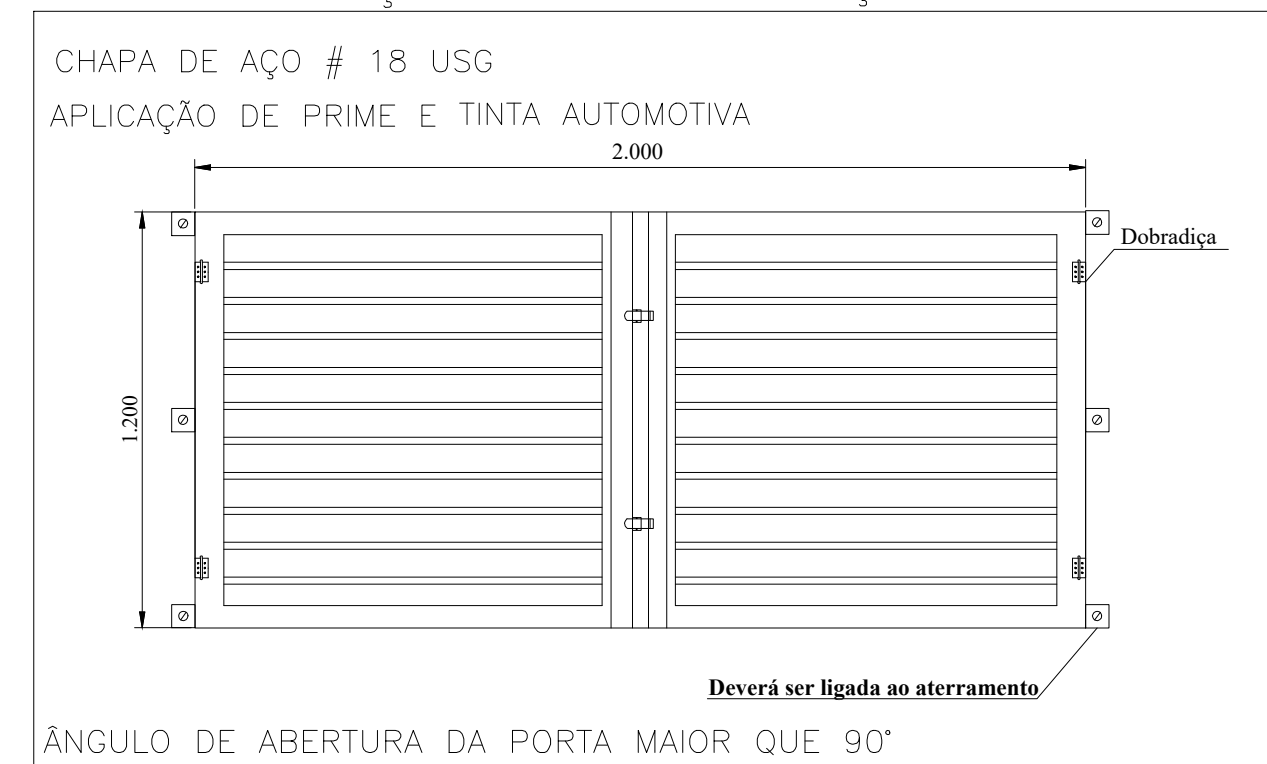 CHAPA DE AÇO # 18 USG
APLICAÇÃO DE PRIME E TINTA AUTOMOTIVA
2.000
Dobradiça
1.200
Deverá ser ligada ao aterramento
ÂNGULO DE ABERTURA DA PORTA MAIOR QUE 90°